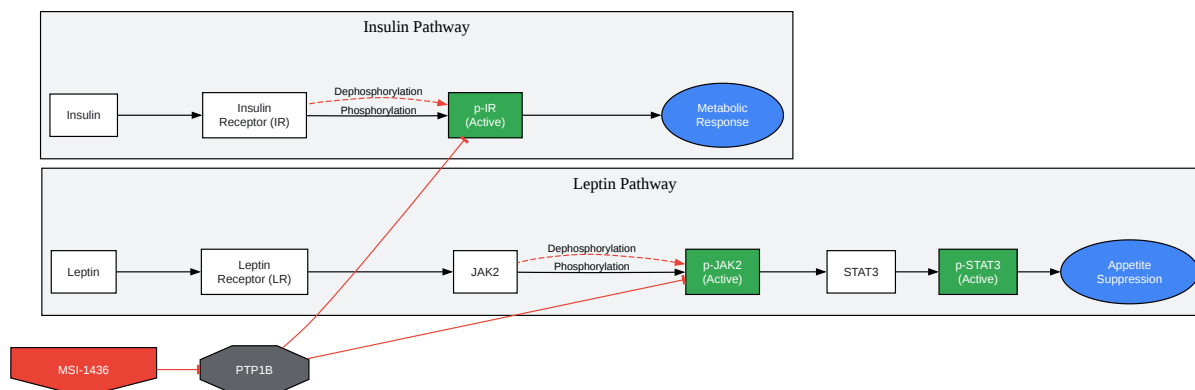 Insulin Pathway
Insulin
Insulin
Receptor (IR)
Dephosphorylation
Phosphorylation
p-IR
(Active)
Metabolic
Response
Leptin Pathway
Leptin
Leptin
Receptor (LR)
JAK2
Dephosphorylation
Phosphorylation
p-JAK2
(Active)
STAT3
p-STAT3
(Active)
Appetite
Suppression
MSI-1436
PTP1B